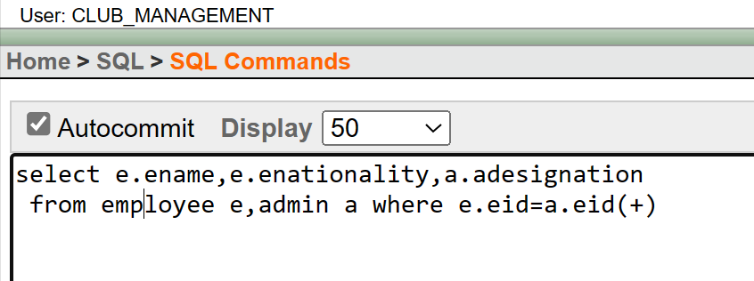 User: CLUB_MANAGEMENT
Home > SQL > SQL Commands
Autocommit Display 50
select e.ename,e.enationality,a.adesignation
from employee e,admin a where e.eid=a.eid(+)